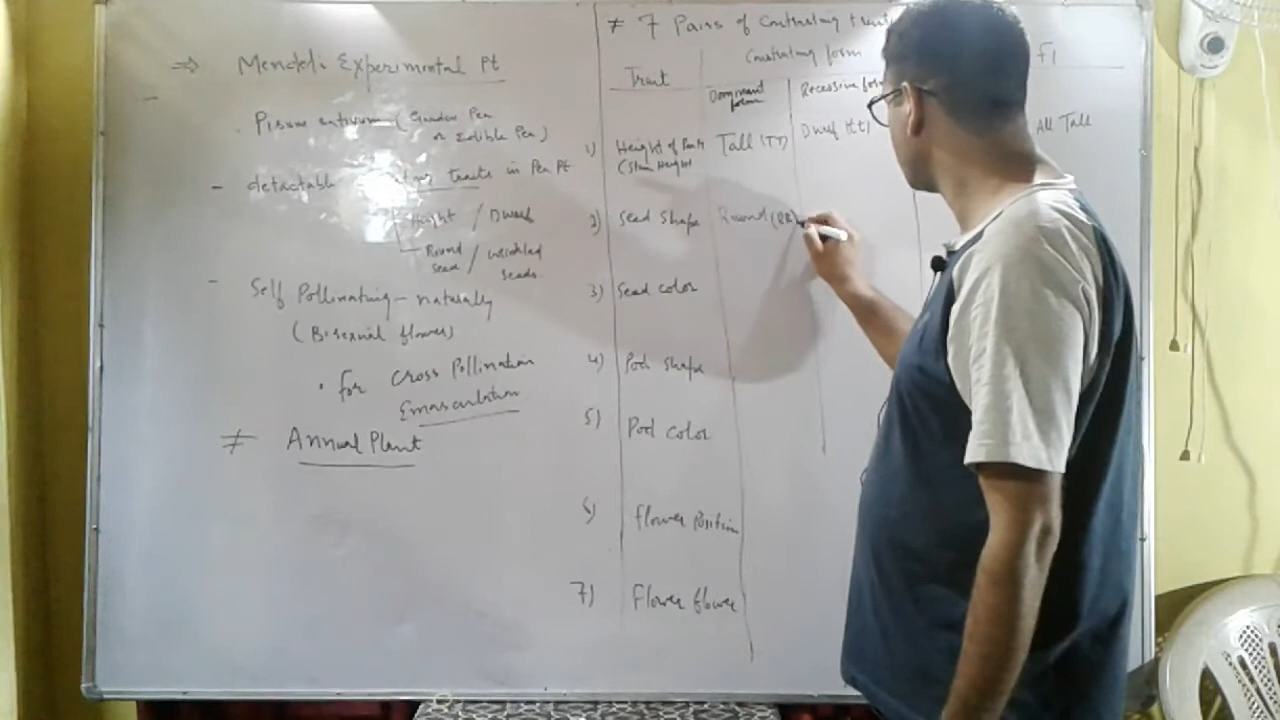 ⇒ Mendel's Experimental Pt
- Pisum sativum (Garden Pea
or Edible Pea)
- detactable traits in Pea Pt
Height / Dwarf
Round / wrinkled
seeds
- Self Pollinating - naturally
(Bisexual flower)
• For Cross Pollination
Emasculation
≠ Annual Plant
≠ 7 Pairs of Contrasting trait
Contrasting form
Trait
Dominant
form
Recessive form
F1
1) Height of Plant
(Stem Height
Tall (TT)
Dwarf (tt)
All Tall
2) Seed Shape
Round (RR)
3) Seed color
4) Pod shape
5) Pod color
6) flower Position
7) Flower flower